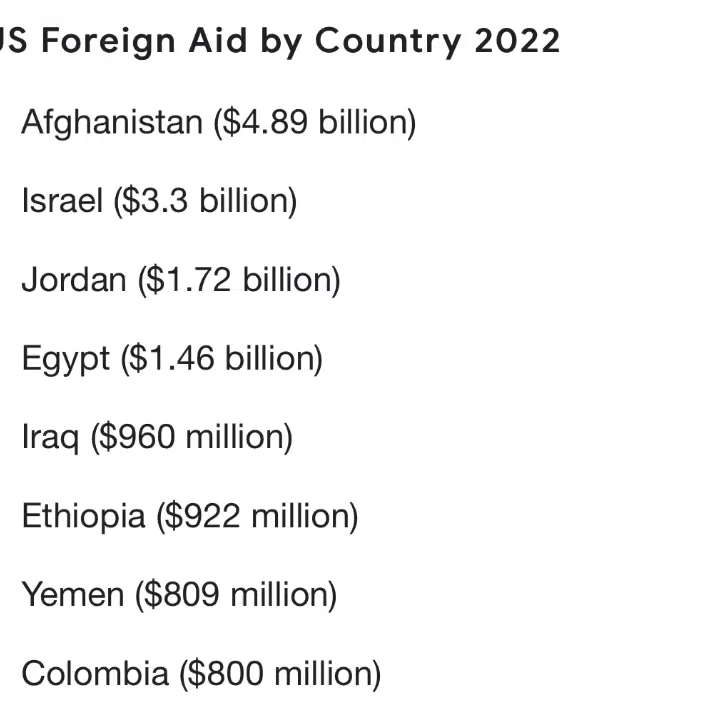 US Foreign Aid by Country 2022
Afghanistan ($4.89 billion)
Israel ($3.3 billion)
Jordan ($1.72 billion)
Egypt ($1.46 billion)
Iraq ($960 million)
Ethiopia ($922 million)
Yemen ($809 million)
Colombia ($800 million)